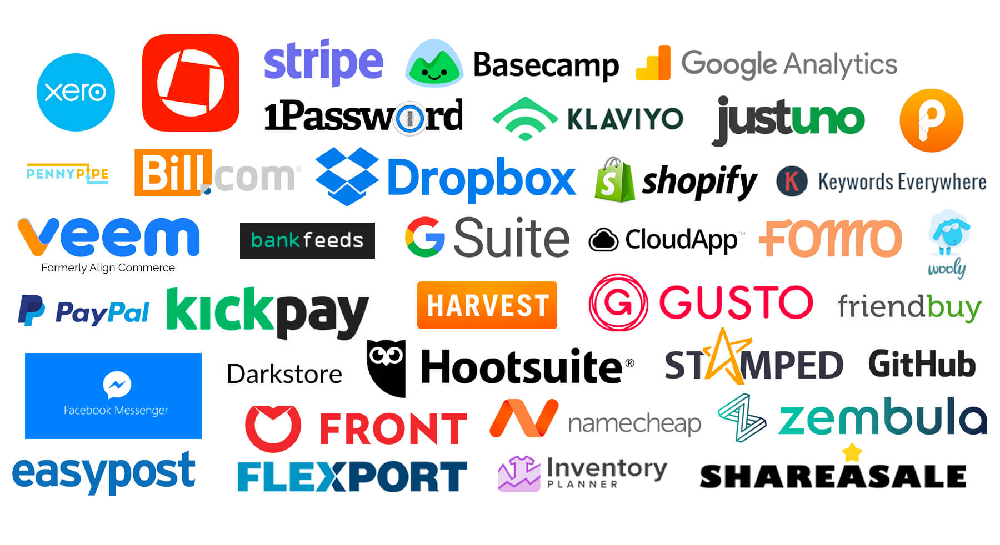 xero
stripe
Basecamp
Google Analytics
1Password
KLAVIYO
justuno
P
PENNYPIPE
Bill.com®
Dropbox
S shopify
K Keywords Everywhere
veem
Formerly Align Commerce
bankfeeds
G Suite
CloudApp™
FOMO
wooly
PayPal
kickpay
HARVEST
G GUSTO
friendbuy
Facebook Messenger
Darkstore
Hootsuite®
STAMPED
GitHub
FRONT
namecheap
zembula
easypost
FLEXPORT
Inventory
PLANNER
SHAREASALE